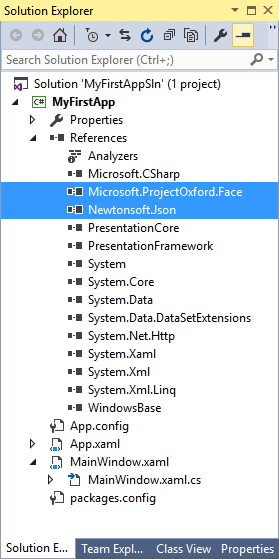 Solution Explorer
Search Solution Explorer (Ctrl+;)
Solution 'MyFirstAppSln' (1 project)
C# MyFirstApp
Properties
References
Analyzers
Microsoft.CSharp
Microsoft.ProjectOxford.Face
Newtonsoft.Json
PresentationCore
PresentationFramework
System
System.Core
System.Data
System.Data.DataSetExtensions
System.Net.Http
System.Xaml
System.Xml
System.Xml.Linq
WindowsBase
App.config
App.xaml
MainWindow.xaml
MainWindow.xaml.cs
packages.config
Solution E... Team Expl... Class View Properties